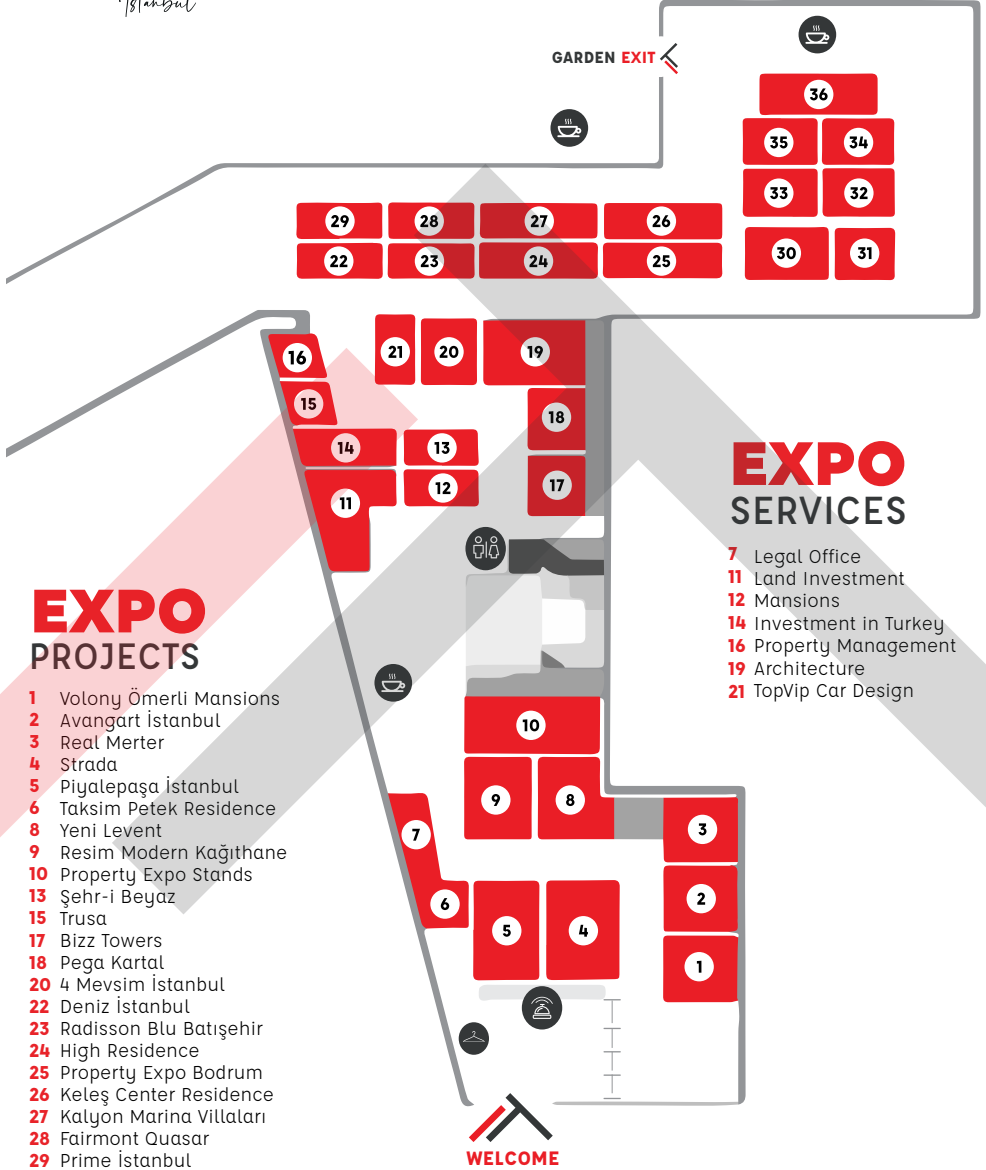 İstanbul
GARDEN EXIT
36
35
34
33
32
30
31
29
28
27
26
22
23
24
25
16
21
20
19
15
18
14
13
12
17
11
10
9
8
7
3
6
5
4
2
1
EXPO
SERVICES
7 Legal Office
11 Land Investment
12 Mansions
14 Investment in Turkey
16 Property Management
19 Architecture
21 TopVip Car Design
EXPO
PROJECTS
1 Volony Ömerli Mansions
2 Avangart İstanbul
3 Real Merter
4 Strada
5 Piyalepaşa İstanbul
6 Taksim Petek Residence
8 Yeni Levent
9 Resim Modern Kağıthane
10 Property Expo Stands
13 Şehr-i Beyaz
15 Trusa
17 Bizz Towers
18 Pega Kartal
20 4 Mevsim İstanbul
22 Deniz İstanbul
23 Radisson Blu Batışehir
24 High Residence
25 Property Expo Bodrum
26 Keleş Center Residence
27 Kalyon Marina Villaları
28 Fairmont Quasar
29 Prime İstanbul
WELCOME